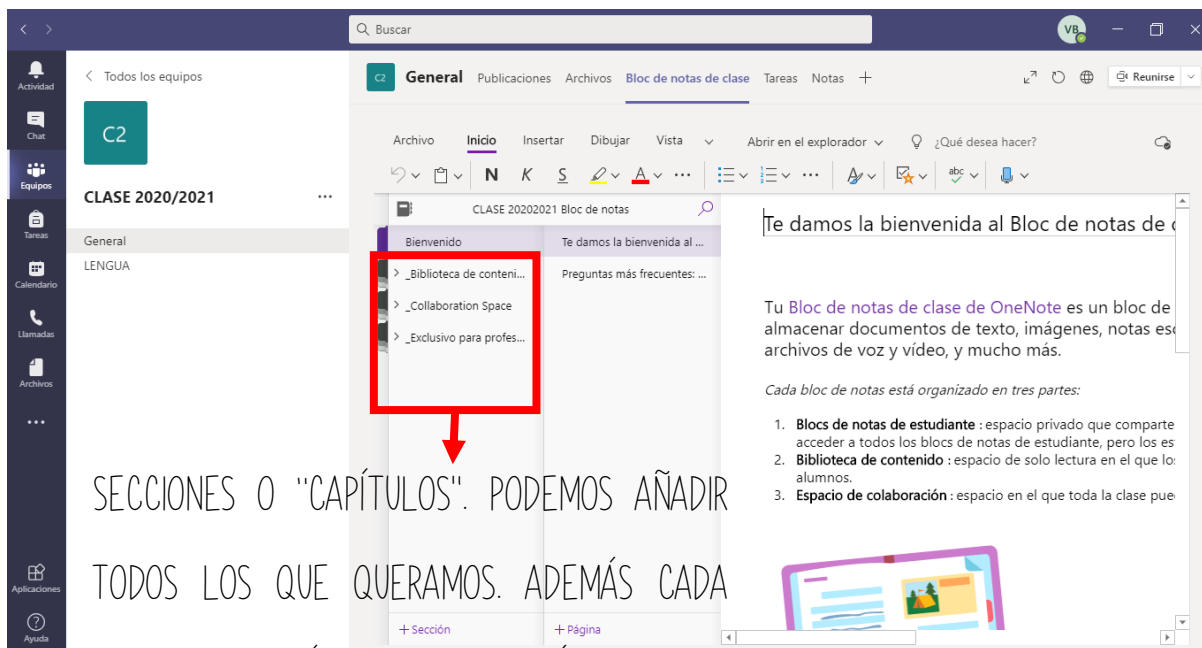 Buscar
VB
Actividad
Chat
Equipos
Tareas
Calendario
Llamadas
Archivos
Aplicaciones
Ayuda
Todos los equipos
C2
CLASE 2020/2021
General
LENGUA
C2 General Publicaciones Archivos Bloc de notas de clase Tareas Notas + Reunirse
Archivo Inicio Insertar Dibujar Vista Abrir en el explorador ¿Qué desea hacer?
N K S A abc
CLASE 20202021 Bloc de notas
Bienvenido
_Biblioteca de conteni...
_Collaboration Space
_Exclusivo para profes...
+ Sección
Te damos la bienvenida al ...
Preguntas más frecuentes: ...
+ Página
Te damos la bienvenida al Bloc de notas de
Tu Bloc de notas de clase de OneNote es un bloc de
almacenar documentos de texto, imágenes, notas
archivos de voz y vídeo, y mucho más.
Cada bloc de notas está organizado en tres partes:
1. Blocs de notas de estudiante : espacio privado que comparte
acceder a todos los blocs de notas de estudiante, pero los
2. Biblioteca de contenido : espacio de solo lectura en el que
alumnos.
3. Espacio de colaboración : espacio en el que toda la clase
SECCIONES O "CAPÍTULOS". PODEMOS AÑADIR
TODOS LOS QUE QUERAMOS. ADEMÁS CADA